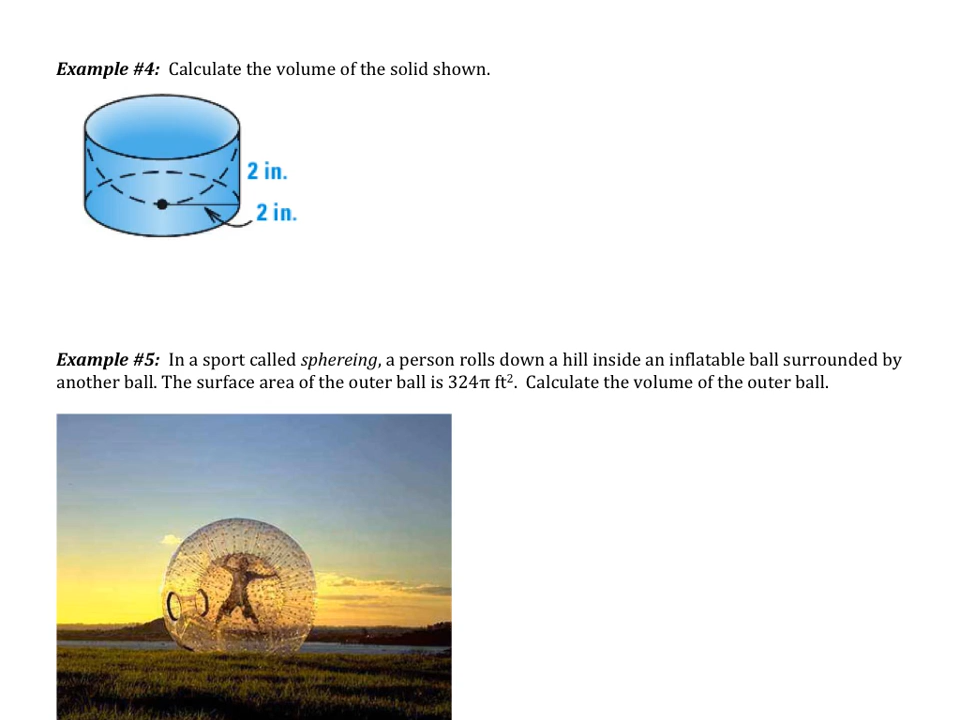 Example #4: Calculate the volume of the solid shown.
2 in.
2 in.
Example #5: In a sport called sphereing, a person rolls down a hill inside an inflatable ball surrounded by
another ball. The surface area of the outer ball is 324π ft². Calculate the volume of the outer ball.